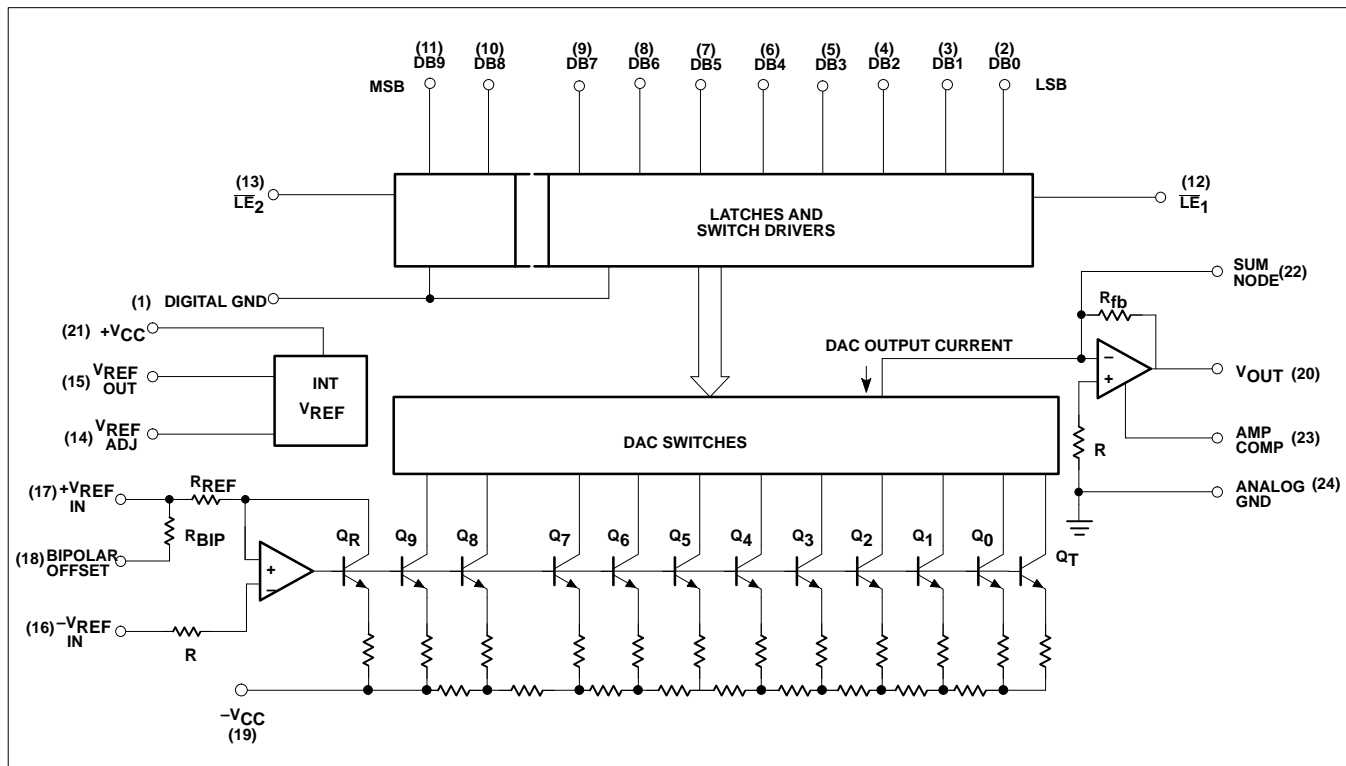 (11) (10) (9) (8) (7) (6) (5) (4) (3) (2)
DB9 DB8 DB7 DB6 DB5 DB4 DB3 DB2 DB1 DB0
MSB LSB
(13)
LE2
(12)
LE1
LATCHES AND
SWITCH DRIVERS
(1) DIGITAL GND
SUM
NODE (22)
Rfb
(21) +VCC
DAC OUTPUT CURRENT
(15) VREF
OUT
INT
VREF
−
+
VOUT (20)
(14) VREF
ADJ
DAC SWITCHES
R
AMP
COMP (23)
ANALOG (24)
GND
(17) +VREF
IN
RREF
RBIP
(18) BIPOLAR
OFFSET
QR Q9 Q8 Q7 Q6 Q5 Q4 Q3 Q2 Q1 Q0
QT
+
−
(16) −VREF
IN
R
−VCC
(19)